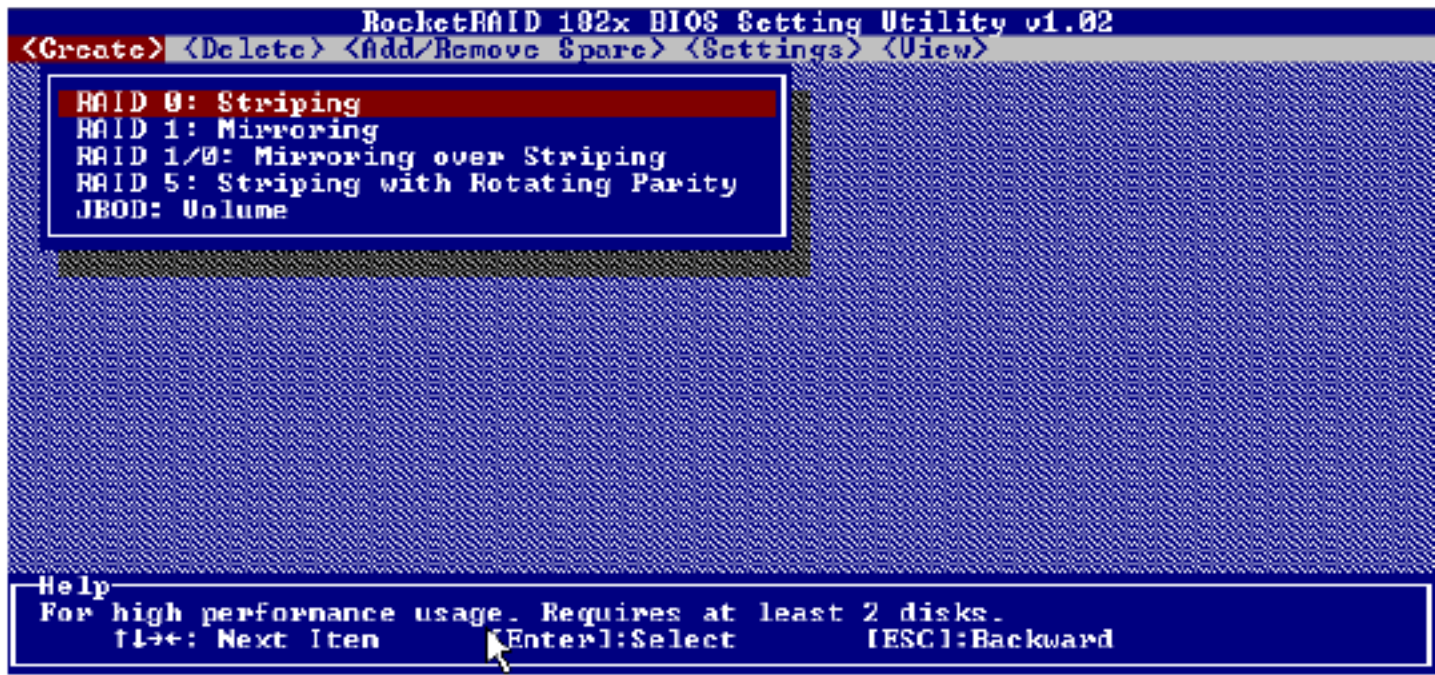 RocketRAID 182x BIOS Setting Utility v1.02
<Create> <Delete> <Add/Remove Spare> <Settings> <View>
RAID 0: Striping
RAID 1: Mirroring
RAID 1/0: Mirroring over Striping
RAID 5: Striping with Rotating Parity
JBOD: Volume
Help
For high performance usage. Requires at least 2 disks.
↑↓→←: Next Item [Enter]:Select [ESC]:Backward